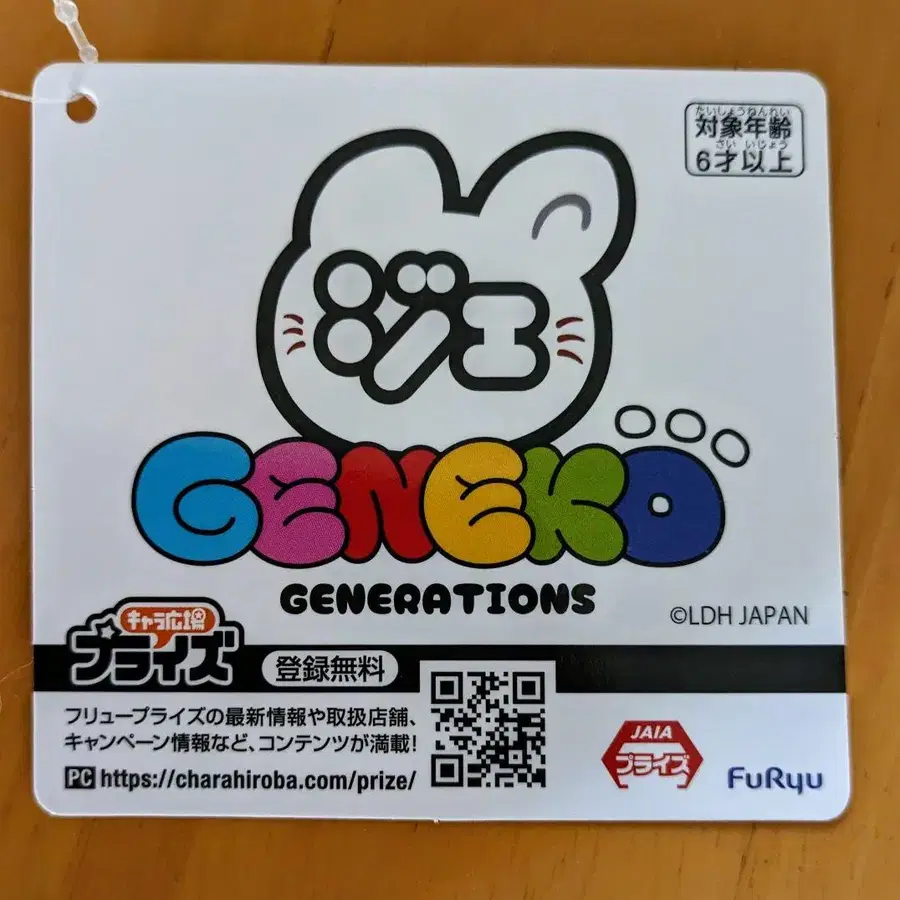 たいしょうねんれい
対象年齢
さい いじょう
6才以上
ジェ
GENEKO
GENERATIONS
©LDH JAPAN
キャラ広場
プライズ
登録無料
フリュープライズの最新情報や取扱店舗、
キャンペーン情報など、コンテンツが満載!
PC https://charahiroba.com/prize/
JAIA
プライズ
FuRyu